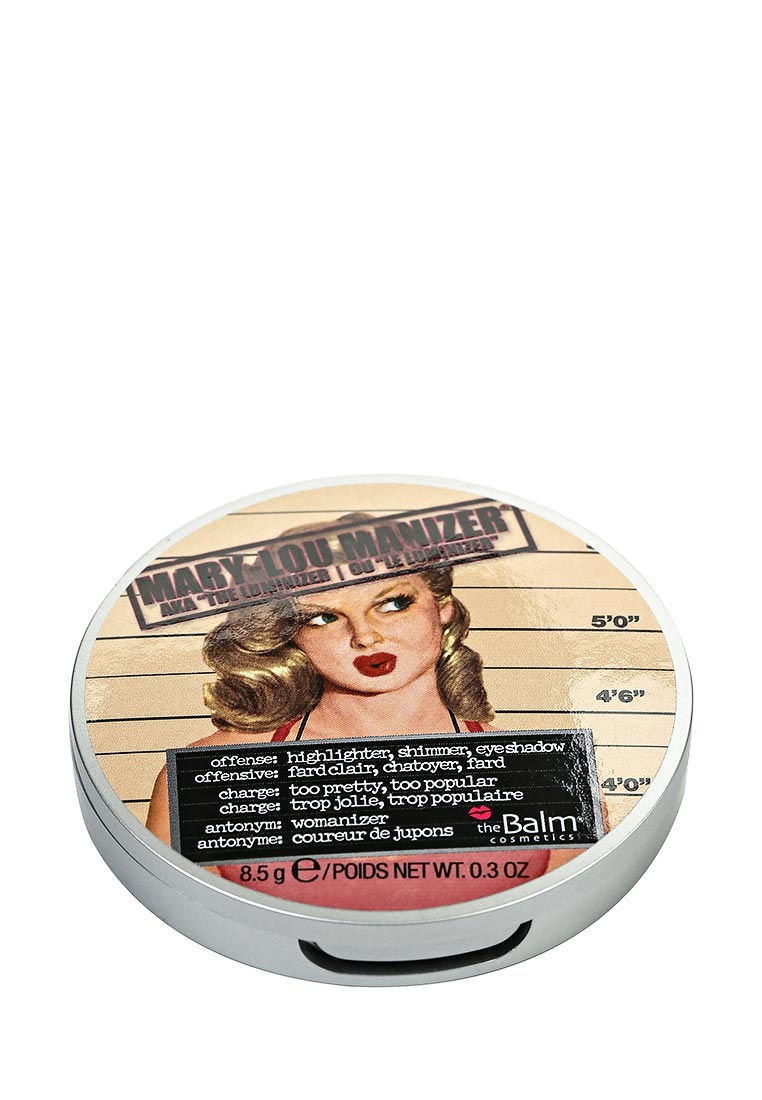 MARY-LOU MANIZER®
AKA "THE LUMINIZER | OU "LE LUMINIZER"
5'0”
4'6”
4'0”
offense: highlighter, shimmer, eyeshadow
offensive: fard clair, chatoyer, fard
charge: too pretty, too popular
charge: trop jolie, trop populaire
antonym: womanizer
antonyme: coureur de jupons
the Balm®
cosmetics
8.5 g e/POIDS NET WT. 0.3 OZ